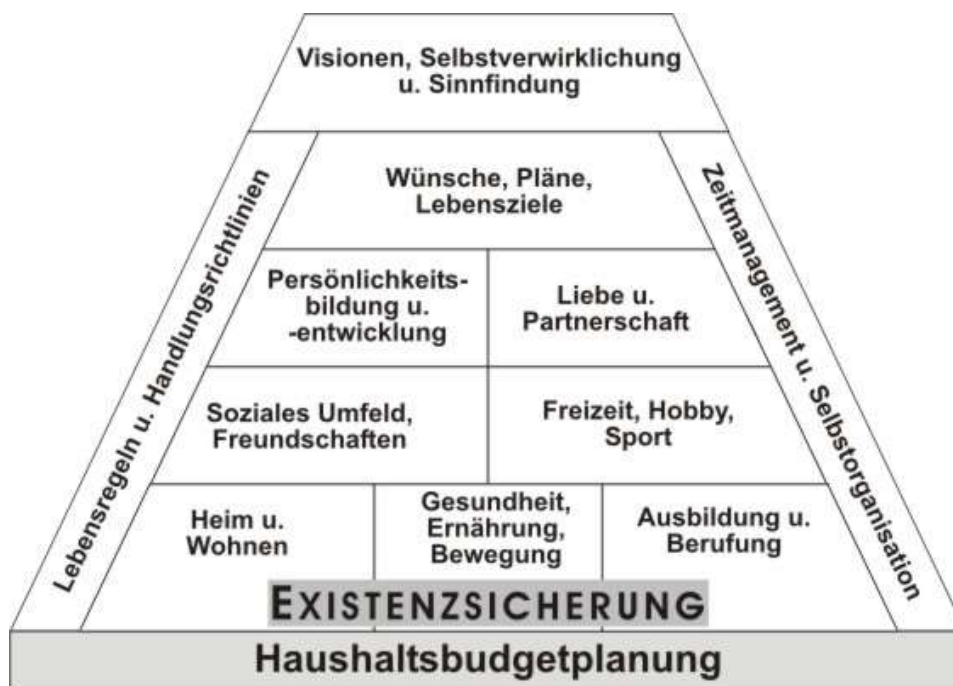 Visionen, Selbstverwirklichung
u. Sinnfindung
Lebensregeln u. Handlungsrichtlinien
Wünsche, Pläne,
Lebensziele
Zeitmanagement u. Selbstorganisation
Persönlichkeits-
bildung u.
-entwicklung
Liebe u.
Partnerschaft
Soziales Umfeld,
Freundschaften
Freizeit, Hobby,
Sport
Heim u.
Wohnen
Gesundheit,
Ernährung,
Bewegung
Ausbildung u.
Berufung
EXISTENZSICHERUNG
Haushaltsbudgetplanung